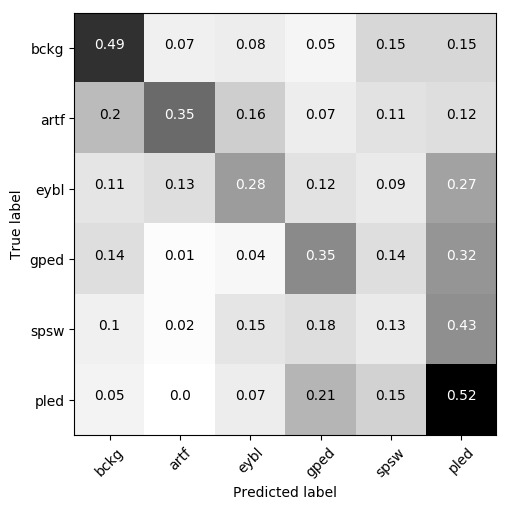 bckg 0.49 0.07 0.08 0.05 0.15 0.15
artf 0.2 0.35 0.16 0.07 0.11 0.12
eybl 0.11 0.13 0.28 0.12 0.09 0.27
gped 0.14 0.01 0.04 0.35 0.14 0.32
spsw 0.1 0.02 0.15 0.18 0.13 0.43
pled 0.05 0.0 0.07 0.21 0.15 0.52
bckg artf eybl gped spsw pled
Predicted label
True label